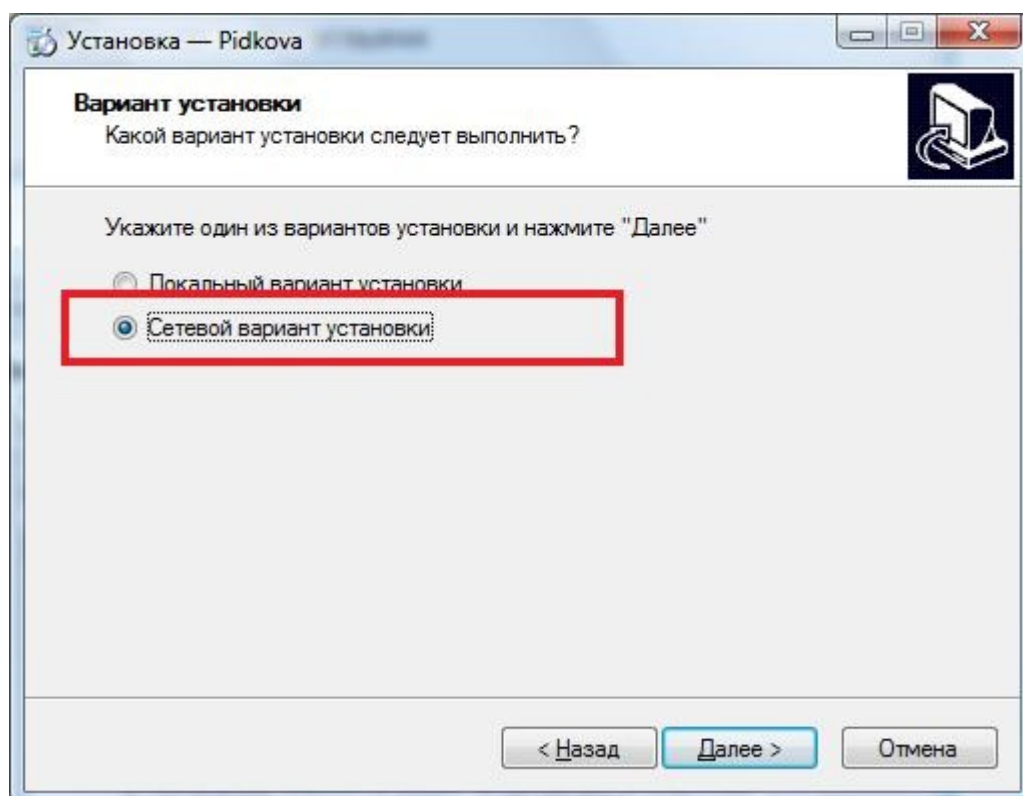 Установка — Pidkova
Вариант установки
Какой вариант установки следует выполнить?
Укажите один из вариантов установки и нажмите "Далее"
Локальный вариант установки
Сетевой вариант установки
< Назад
Далее >
Отмена